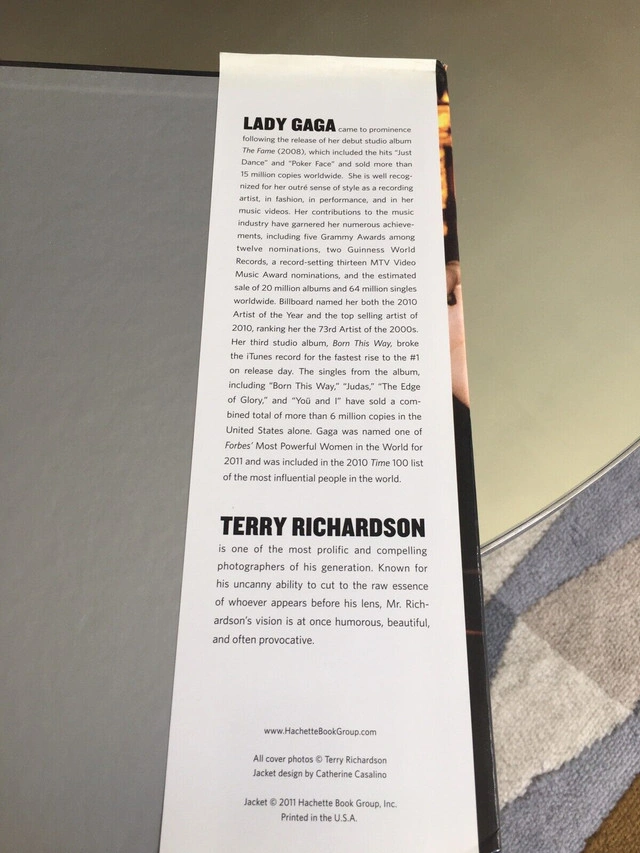 LADY GAGA came to prominence
following the release of her debut studio album
The Fame (2008), which included the hits “Just
Dance” and “Poker Face” and sold more than
15 million copies worldwide. She is well recog-
nized for her outré sense of style as a recording
artist, in fashion, in performance, and in her
music videos. Her contributions to the music
industry have garnered her numerous achieve-
ments, including five Grammy Awards among
twelve nominations, two Guinness World
Records, a record-setting thirteen MTV Video
Music Award nominations, and the estimated
sale of 20 million albums and 64 million singles
worldwide. Billboard named her both the 2010
Artist of the Year and the top selling artist of
2010, ranking her the 73rd Artist of the 2000s.
Her third studio album, Born This Way, broke
the iTunes record for the fastest rise to the #1
on release day. The singles from the album,
including “Born This Way,” “Judas,” “The Edge
of Glory,” and “Yoü and I” have sold a com-
bined total of more than 6 million copies in the
United States alone. Gaga was named one of
Forbes’ Most Powerful Women in the World for
2011 and was included in the 2010 Time 100 list
of the most influential people in the world.
TERRY RICHARDSON
is one of the most prolific and compelling
photographers of his generation. Known for
his uncanny ability to cut to the raw essence
of whoever appears before his lens, Mr. Rich-
ardson’s vision is at once humorous, beautiful,
and often provocative.
www.HachetteBookGroup.com
All cover photos © Terry Richardson
Jacket design by Catherine Casalino
Jacket © 2011 Hachette Book Group, Inc.
Printed in the U.S.A.